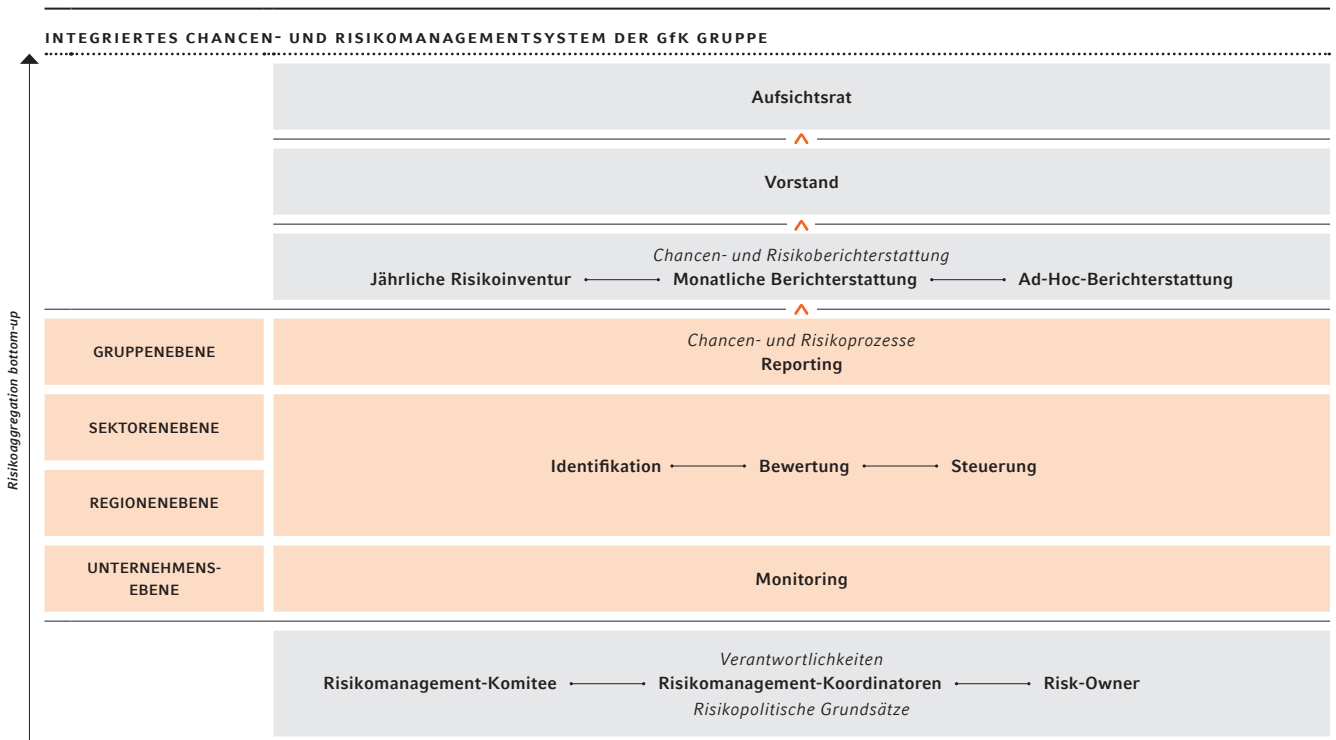 INTEGRIERTES CHANCEN- UND RISIKOMANAGEMENTSYSTEM DER GfK GRUPPE
Risikoaggregation bottom-up
Aufsichtsrat
Vorstand
Chancen- und Risikoberichterstattung
Jährliche Risikoinventur Monatliche Berichterstattung Ad-Hoc-Berichterstattung
GRUPPENEBENE
Chancen- und Risikoprozesse
Reporting
SEKTORENEBENE
Identifikation Bewertung Steuerung
REGIONENEBENE
UNTERNEHMENS-
EBENE
Monitoring
Verantwortlichkeiten
Risikomanagement-Komitee Risikomanagement-Koordinatoren Risk-Owner
Risikopolitische Grundsätze